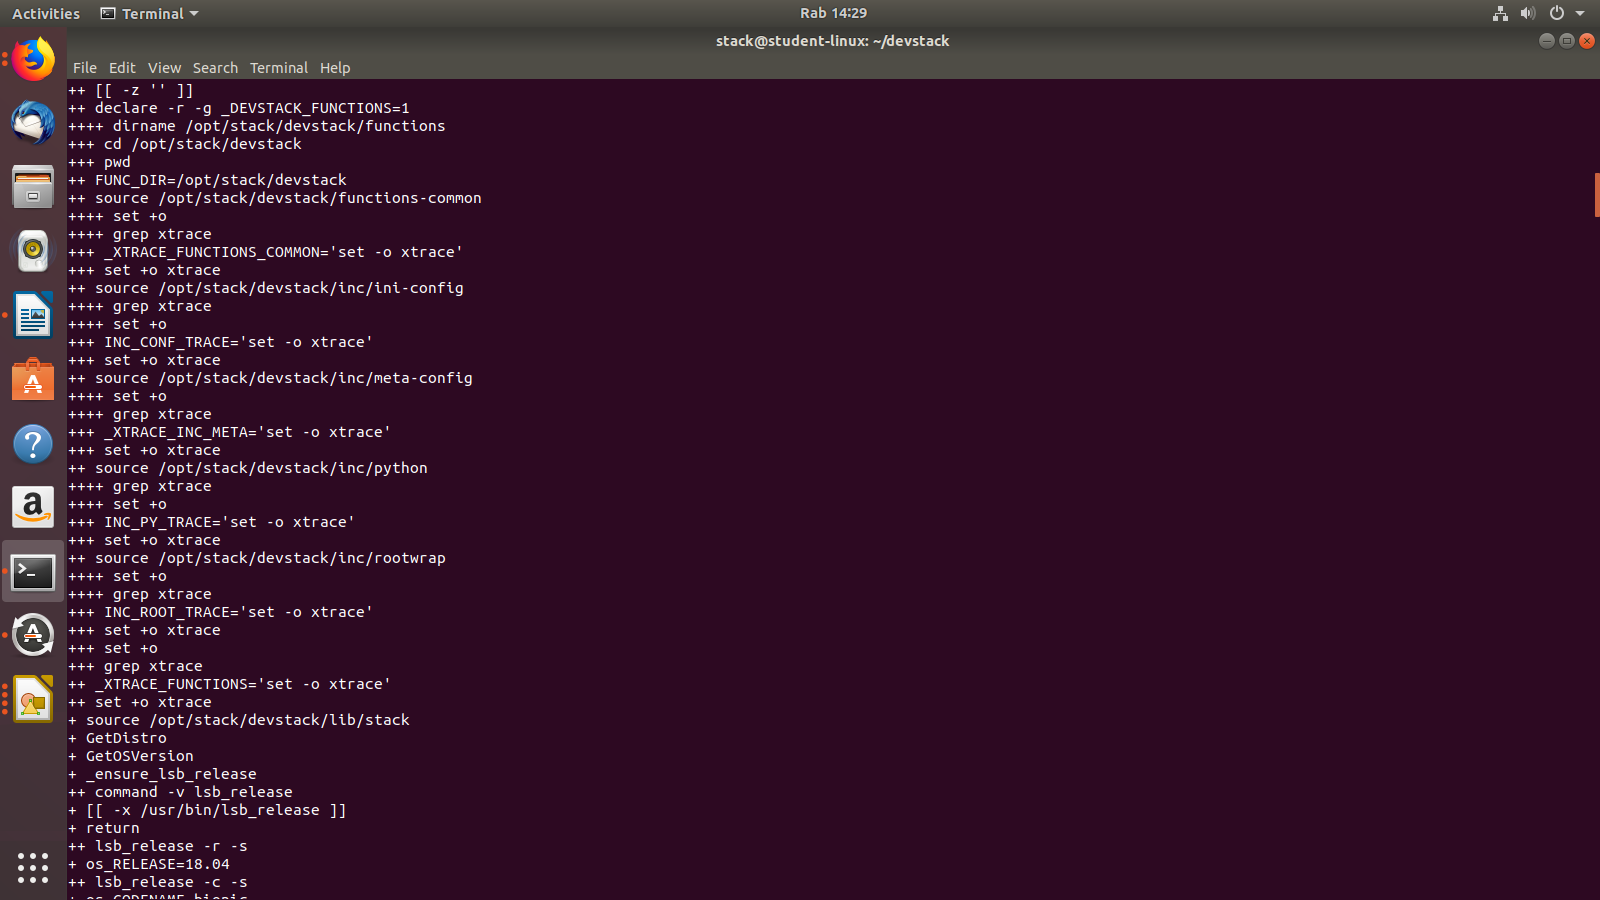 Activities
Terminal
Rab 14:29
stack@student-linux: ~/devstack
File Edit View Search Terminal Help
++ [[ -z '' ]]
++ declare -r -g _DEVSTACK_FUNCTIONS=1
++++ dirname /opt/stack/devstack/functions
+++ cd /opt/stack/devstack
+++ pwd
++ FUNC_DIR=/opt/stack/devstack
++ source /opt/stack/devstack/functions-common
++++ set +o
++++ grep xtrace
+++ _XTRACE_FUNCTIONS_COMMON='set -o xtrace'
+++ set +o xtrace
++ source /opt/stack/devstack/inc/ini-config
++++ grep xtrace
++++ set +o
+++ INC_CONF_TRACE='set -o xtrace'
+++ set +o xtrace
++ source /opt/stack/devstack/inc/meta-config
++++ set +o
++++ grep xtrace
+++ _XTRACE_INC_META='set -o xtrace'
+++ set +o xtrace
++ source /opt/stack/devstack/inc/python
++++ grep xtrace
++++ set +o
+++ INC_PY_TRACE='set -o xtrace'
+++ set +o xtrace
++ source /opt/stack/devstack/inc/rootwrap
++++ set +o
++++ grep xtrace
+++ INC_ROOT_TRACE='set -o xtrace'
+++ set +o xtrace
+++ set +o
+++ grep xtrace
++ _XTRACE_FUNCTIONS='set -o xtrace'
++ set +o xtrace
+ source /opt/stack/devstack/lib/stack
+ GetDistro
+ GetOSVersion
+ _ensure_lsb_release
++ command -v lsb_release
+ [[ -x /usr/bin/lsb_release ]]
+ return
++ lsb_release -r -s
+ os_RELEASE=18.04
++ lsb_release -c -s
+ os_CODENAME=bionic